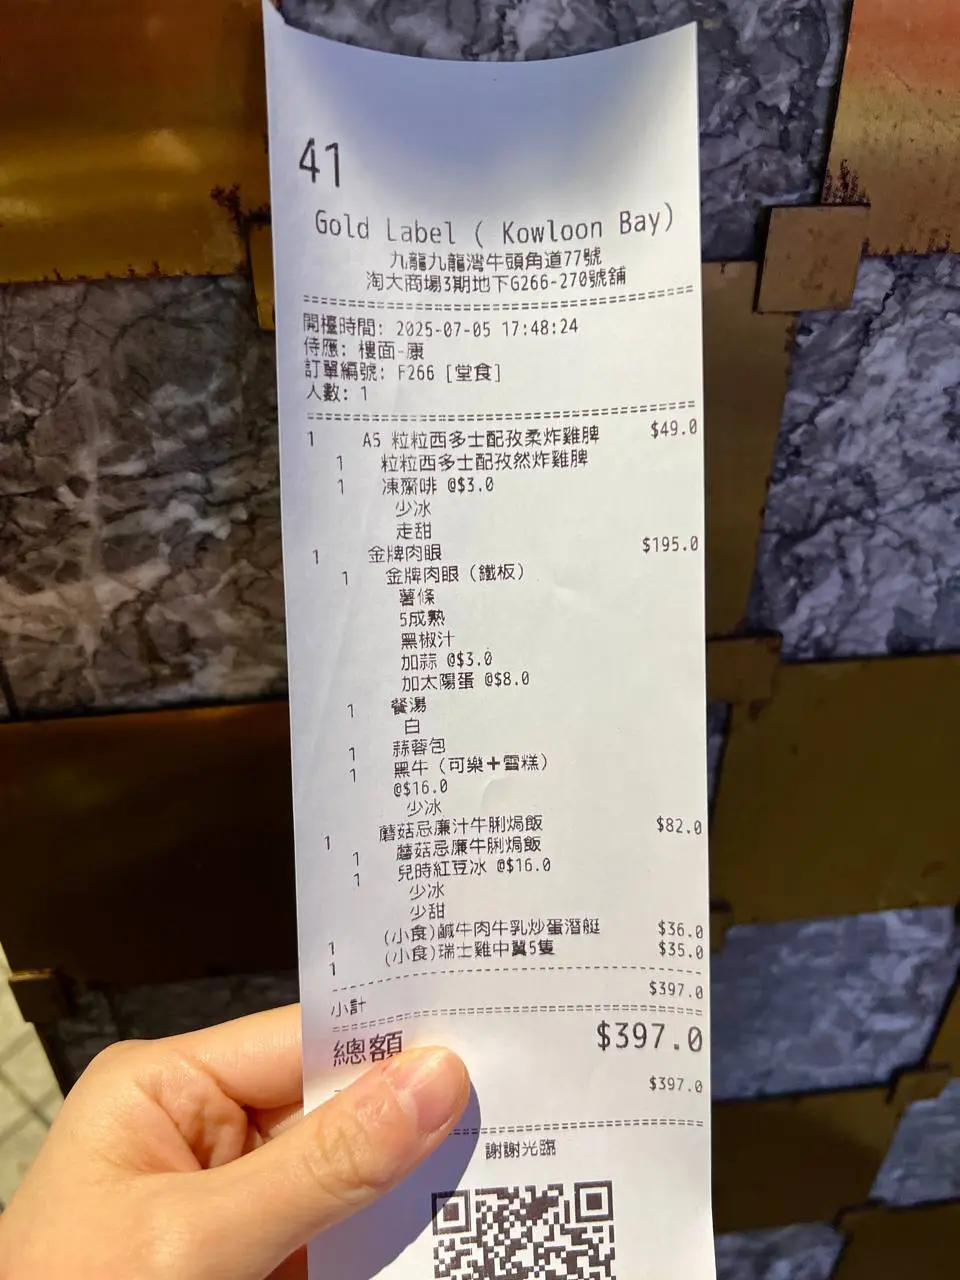 41
Gold Label ( Kowloon Bay)
九龍九龍灣牛頭角道77號
淘大商場3期地下G266-270號舖
開檯時間: 2025-07-05 17:48:24
侍應: 樓面-康
訂單編號: F266 [堂食]
人數: 1
1 A5 粒粒西多士配孜柔炸雞脾 $49.0
1 粒粒西多士配孜然炸雞脾
1 凍齋啡 @$3.0
少冰
走甜
1 金牌肉眼 $195.0
1 金牌肉眼（鐵板）
薯條
5成熟
黑椒汁
加蒜 @$3.0
加太陽蛋 @$8.0
1 餐湯
白
1 蒜蓉包
1 黑牛（可樂+雪糕）
@$16.0
少冰
1 蘑菇忌廉汁牛脷焗飯 $82.0
1 蘑菇忌廉牛脷焗飯
1 兒時紅豆冰 @$16.0
少冰
少甜
1 (小食)鹹牛肉牛乳炒蛋潛艇 $36.0
1 (小食)瑞士雞中翼5隻 $35.0
小計 $397.0
總額 $397.0
$397.0
謝謝光臨